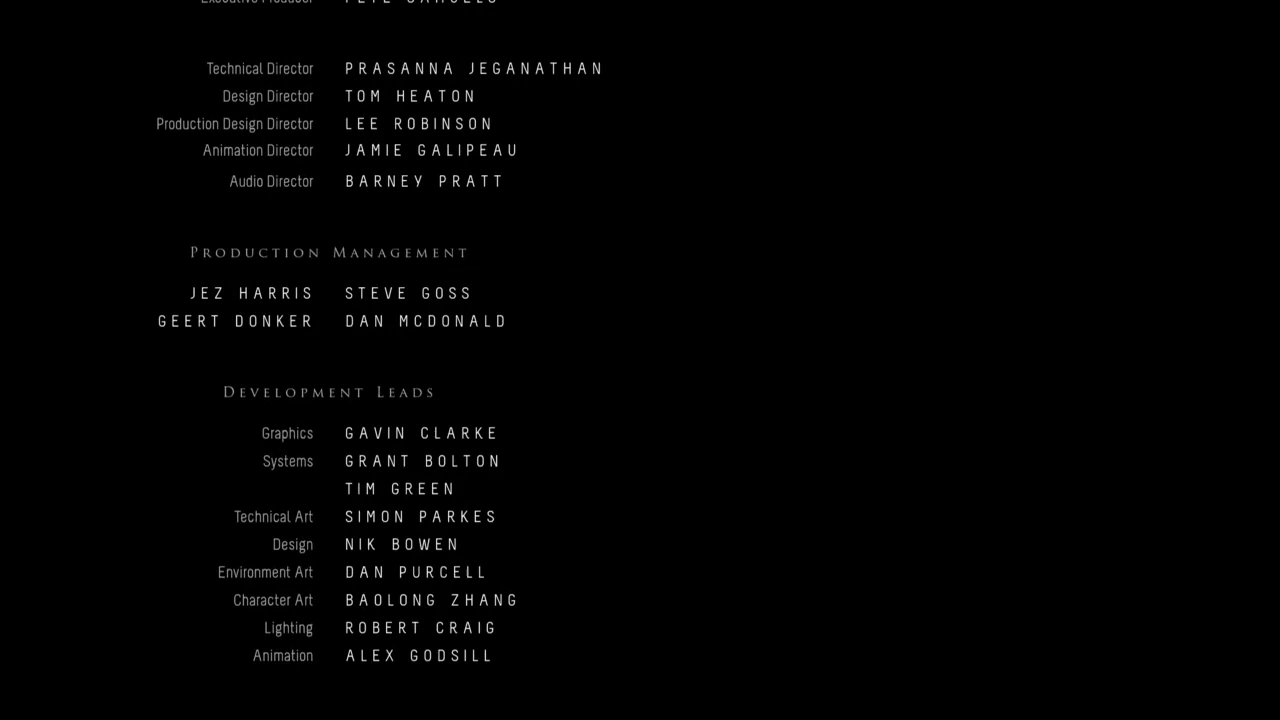 Technical Director PRASANNA JEGANATHAN
Design Director TOM HEATON
Production Design Director LEE ROBINSON
Animation Director JAMIE GALIPEAU
Audio Director BARNEY PRATT
PRODUCTION MANAGEMENT
JEZ HARRIS STEVE GOSS
GEERT DONKER DAN MCDONALD
DEVELOPMENT LEADS
Graphics GAVIN CLARKE
Systems GRANT BOLTON
TIM GREEN
Technical Art SIMON PARKES
Design NIK BOWEN
Environment Art DAN PURCELL
Character Art BAOLONG ZHANG
Lighting ROBERT CRAIG
Animation ALEX GODSILL